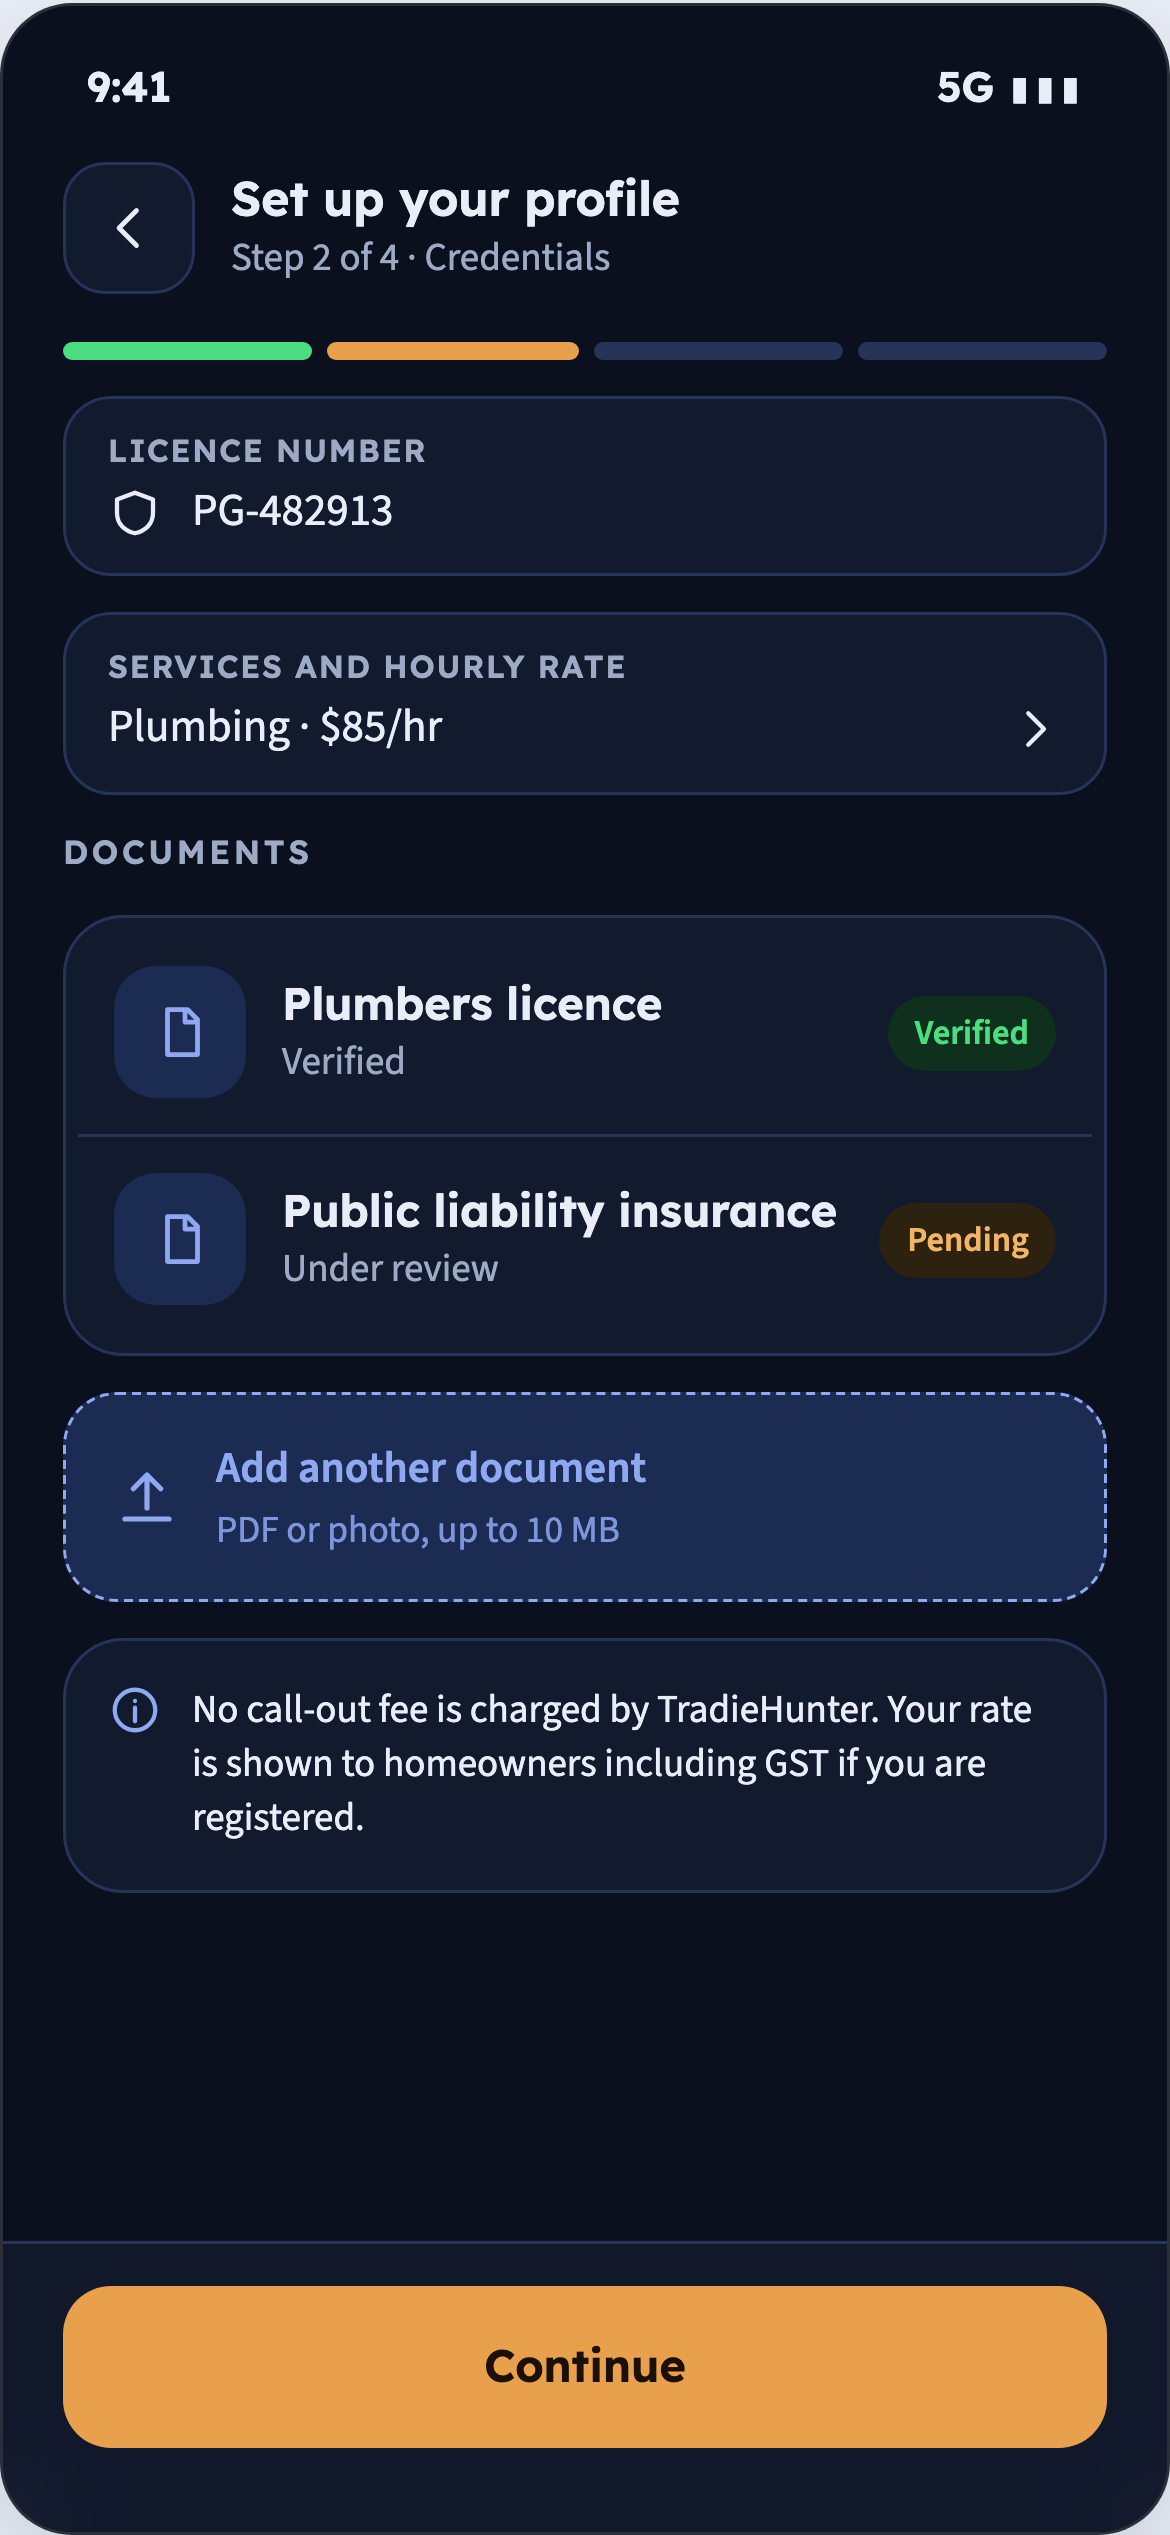 9:41
5G
Set up your profile
Step 2 of 4 · Credentials
LICENCE NUMBER
PG-482913
SERVICES AND HOURLY RATE
Plumbing · $85/hr
DOCUMENTS
Plumbers licence
Verified
Verified
Public liability insurance
Under review
Pending
Add another document
PDF or photo, up to 10 MB
No call-out fee is charged by TradieHunter. Your rate
is shown to homeowners including GST if you are
registered.
Continue